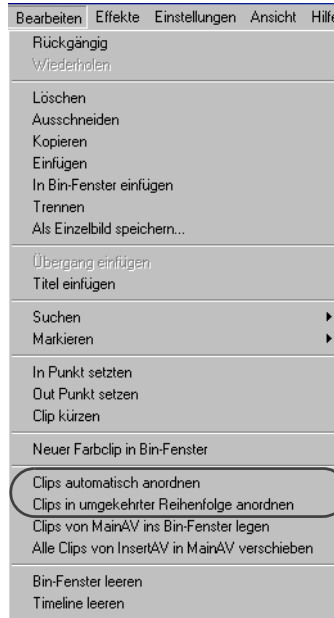 Bearbeiten Effekte Einstellungen Ansicht Hilfe
Rückgängig
Wiederholen
Löschen
Ausschneiden
Kopieren
Einfügen
In Bin-Fenster einfügen
Trennen
Als Einzelbild speichern...
Übergang einfügen
Titel einfügen
Suchen
Markieren
In Punkt setzten
Out Punkt setzen
Clip kürzen
Neuer Farbclip in Bin-Fenster
Clips automatisch anordnen
Clips in umgekehrter Reihenfolge anordnen
Clips von MainAV ins Bin-Fenster legen
Alle Clips von InsertAV in MainAV verschieben
Bin-Fenster leeren
Timeline leeren